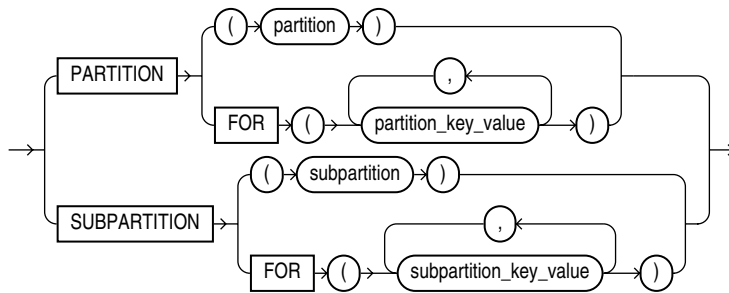 ( partition )
PARTITION
,
FOR ( partition_key_value )
( subpartition )
SUBPARTITION
,
FOR ( subpartition_key_value )